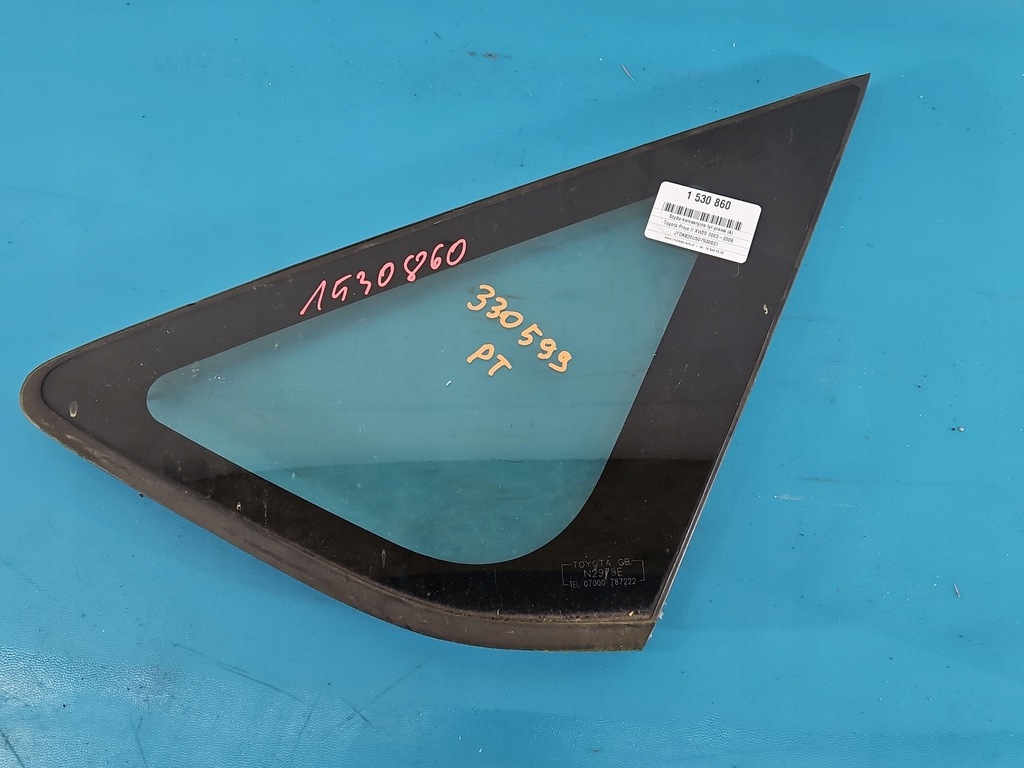 1 530 860
Szyba karoseryjna tył prawa (A)
Toyota Prius II XW20 2003 - 2009
1530860
330599
PT
TOYOTA GB.
N2979E
TEL 07000 787222